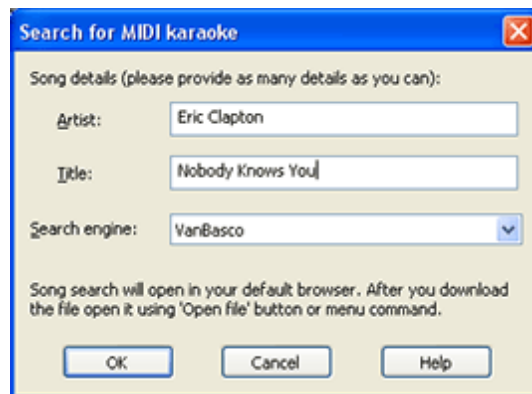 Search for MIDI karaoke
Song details (please provide as many details as you can):
Artist: Eric Clapton
Title: Nobody Knows You
Search engine: VanBasco
Song search will open in your default browser. After you download
the file open it using 'Open file' button or menu command.
OK Cancel Help